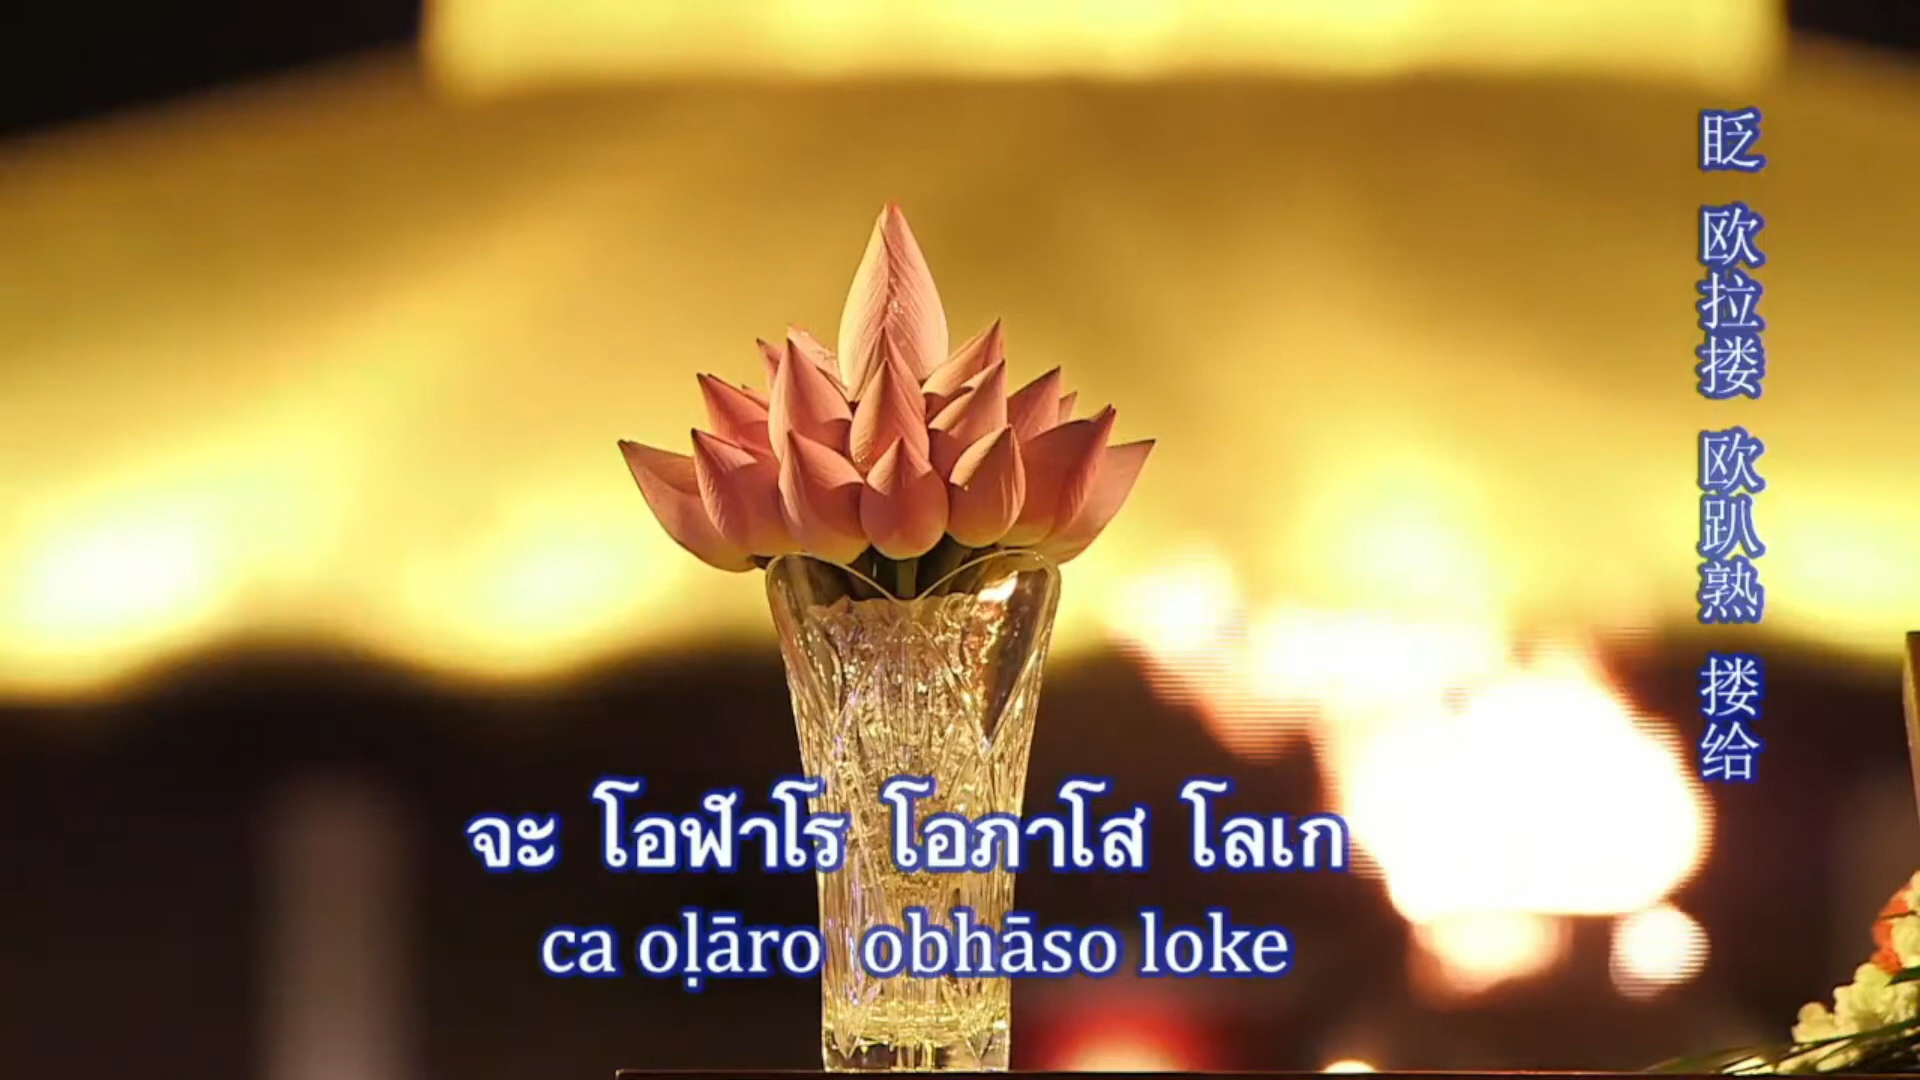 眨 欧拉搂 欧趴熟 搂给
จะ โอฬาโร โอภาโส โลเก
ca oḷāro obhāso loke